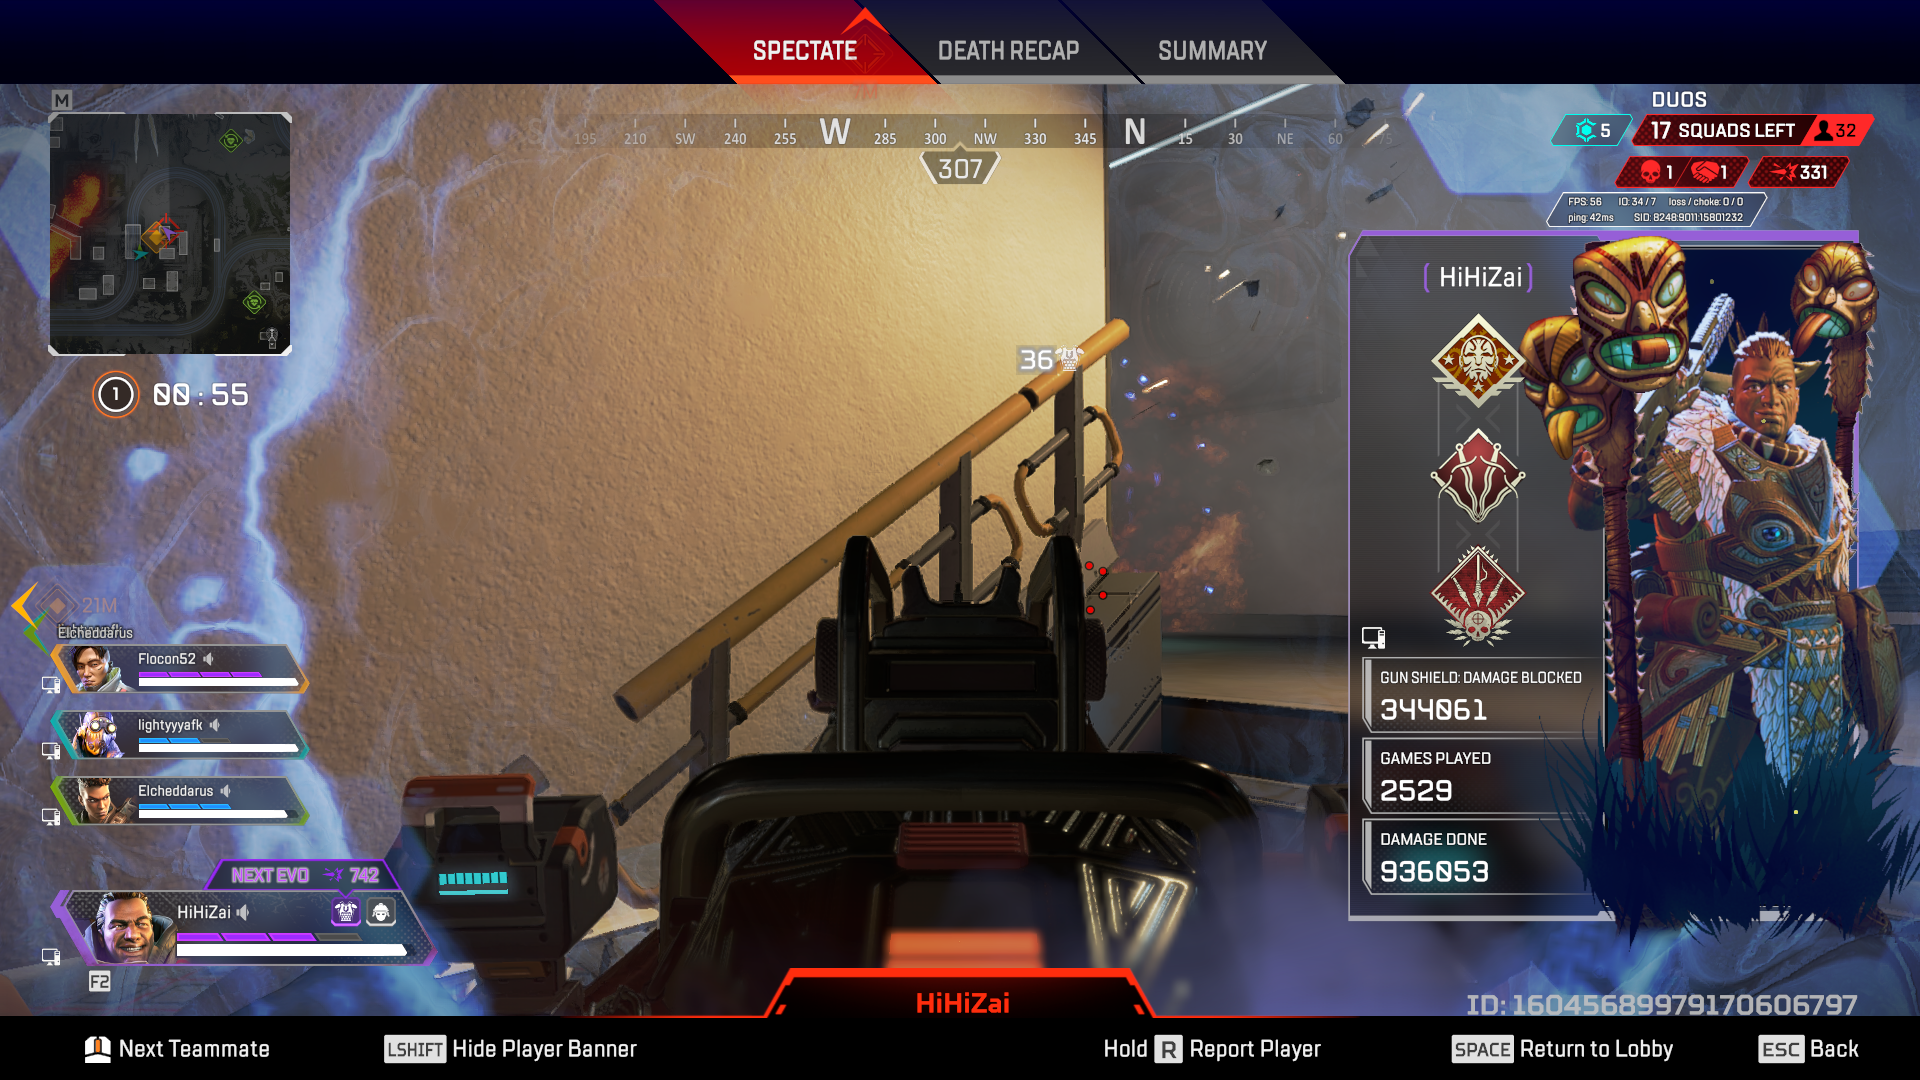 SPECTATE
DEATH RECAP
SUMMARY
M
195 210 SW 240 255 W 285 300 NW 330 345 N 15 30 NE 60 75
307
DUOS
5
17 SQUADS LEFT
32
1
1
331
FPS: 56 ID: 34 / 7 loss / choke: 0 / 0
ping: 42ms SID: 8248:9011:15801232
1
00 : 55
36
HiHiZai
GUN SHIELD: DAMAGE BLOCKED
344061
GAMES PLAYED
2529
DAMAGE DONE
936053
21M
Elcheddarus
Flocon52
lightyyyafk
Elcheddarus
NEXT EVO 742
HiHiZai
F2
HiHiZai
ID: 16045689979170606797
Next Teammate
LSHIFT Hide Player Banner
Hold R Report Player
SPACE Return to Lobby
ESC Back